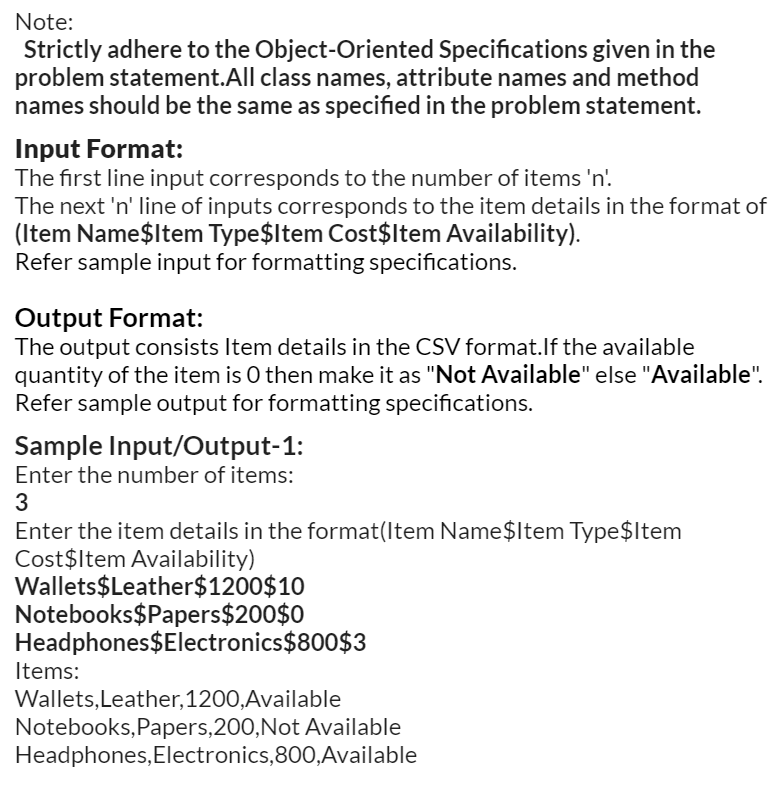 Note:
Strictly adhere to the Object-Oriented Specifications given in the
problem statement.All class names, attribute names and method
names should be the same as specified in the problem statement.
Input Format:
The first line input corresponds to the number of items 'n'.
The next 'n' line of inputs corresponds to the item details in the format of
(Item Name$Item Type$Item Cost$Item Availability).
Refer sample input for formatting specifications.
Output Format:
The output consists Item details in the CSV format.If the available
quantity of the item is 0 then make it as "Not Available" else "Available".
Refer sample output for formatting specifications.
Sample Input/Output-1:
Enter the number of items:
3
Enter the item details in the format(Item Name$Item Type$Item
Cost$Item Availability)
Wallets$Leather$1200$10
Notebooks$Papers$200$0
Headphones$Electronics$800$3
Items:
Wallets,Leather,1200,Available
Notebooks,Papers,200,Not Available
Headphones,Electronics,800,Available